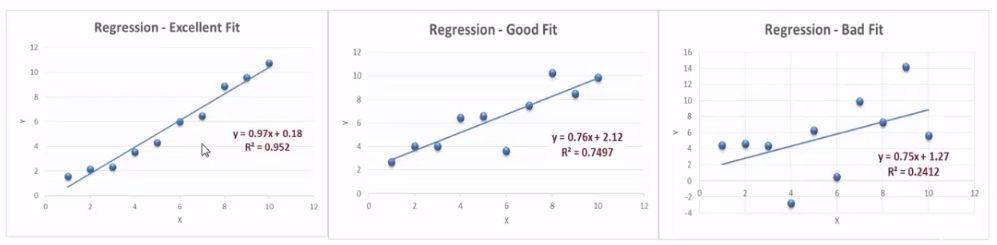 Regression - Excellent Fit
12
10
8
6
4
2
0
Y
y = 0.97x + 0.18
R² = 0.952
0 2 4 6 8 10 12
X
Regression - Good Fit
12
10
8
6
4
2
0
Y
y = 0.76x + 2.12
R² = 0.7497
0 2 4 6 8 10 12
X
Regression - Bad Fit
16
14
12
10
8
6
4
2
0
-2
-4
Y
y = 0.75x + 1.27
R² = 0.2412
0 2 4 6 8 10 12
X